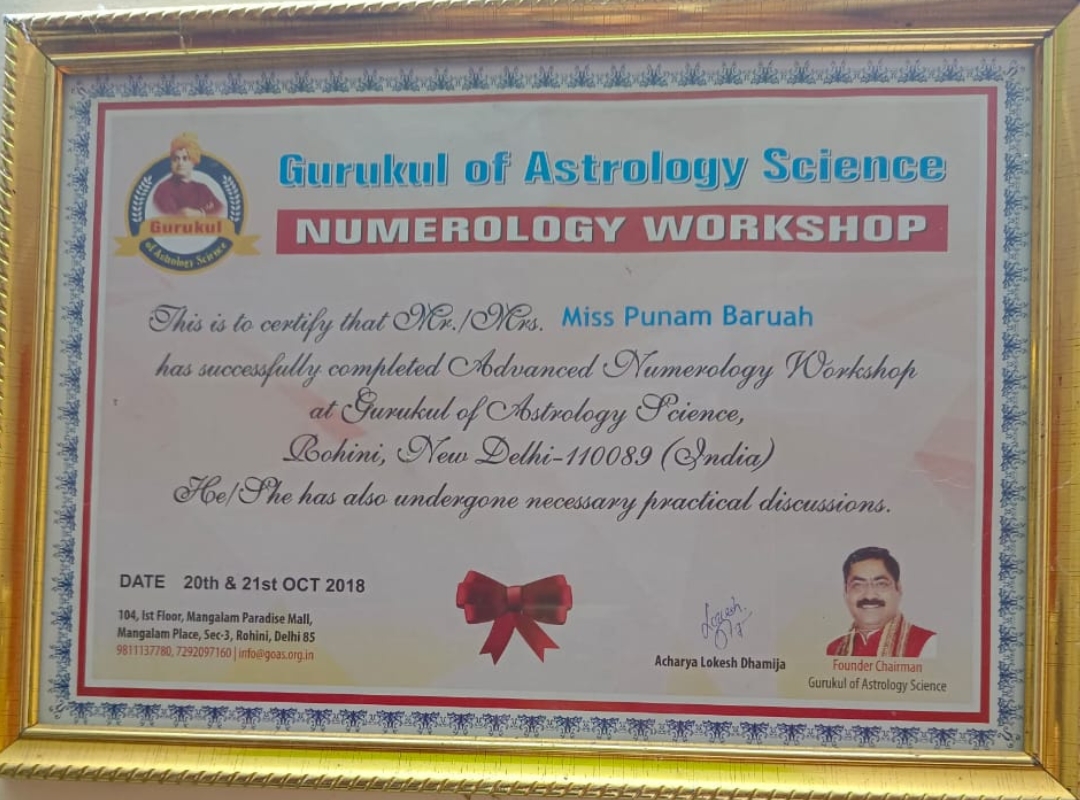 Gurukul of Astrology Science
NUMEROLOGY WORKSHOP
Gurukul
of Astrology Science
This is to certify that Mr./Mrs. Miss Punam Baruah
has successfully completed Advanced Numerology Workshop
at Gurukul of Astrology Science,
Rohini, New Delhi-110089 (India)
He/She has also undergone necessary practical discussions.
DATE 20th & 21st OCT 2018
104, Ist Floor, Mangalam Paradise Mall,
Mangalam Place, Sec-3, Rohini, Delhi 85
9811137780, 7292097160 | info@goas.org.in
Lokesh
Acharya Lokesh Dhamija
Founder Chairman
Gurukul of Astrology Science